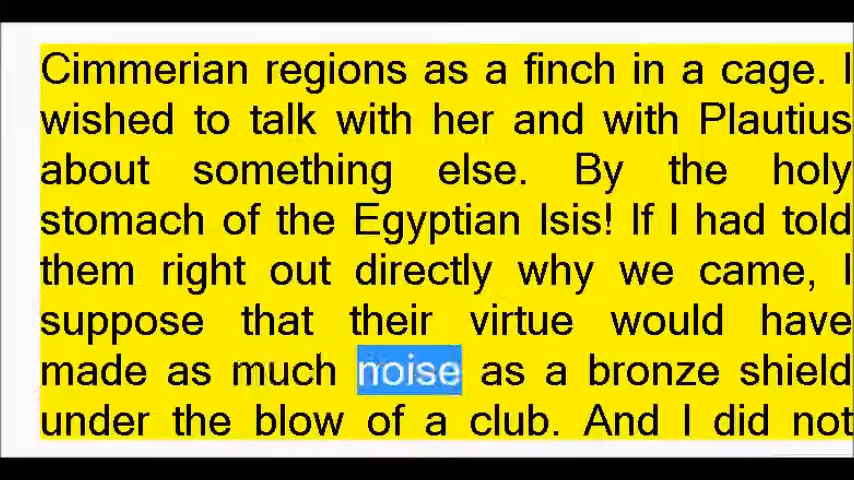 Cimmerian regions as a finch in a cage. I
wished to talk with her and with Plautius
about something else. By the holy
stomach of the Egyptian Isis! If I had told
them right out directly why we came, I
suppose that their virtue would have
made as much noise as a bronze shield
under the blow of a club. And I did not